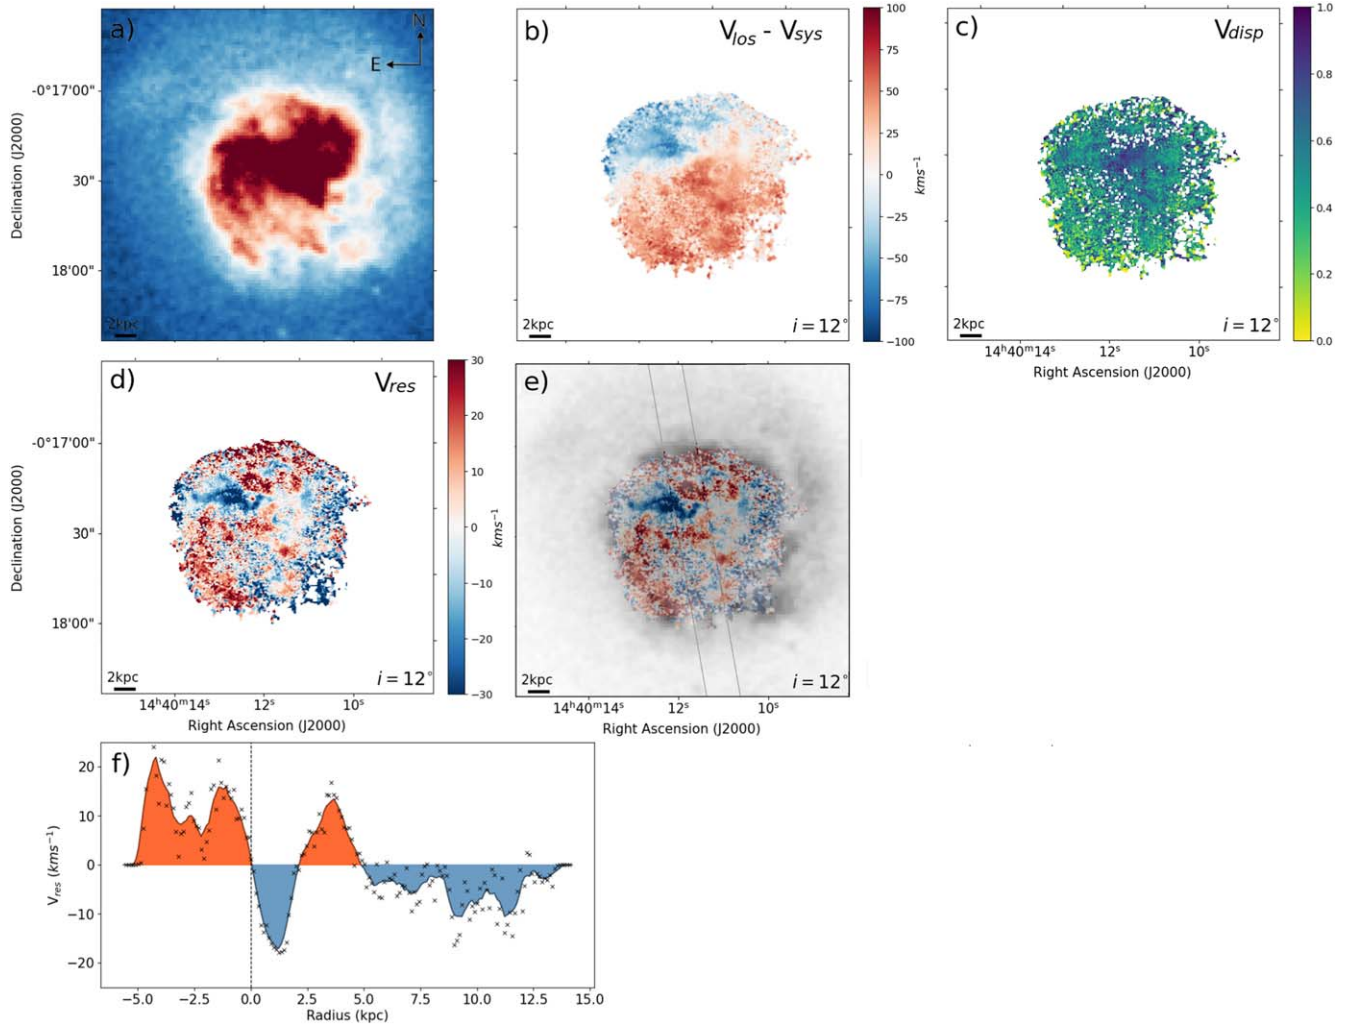 a)
N
E
-0°17'00"
30"
18'00"
Declination (J2000)
2kpc
b)
Vlos - Vsys
2kpc
i = 12°
100
75
50
25
0
−25
−50
−75
−100
kms⁻¹
c)
Vdisp
2kpc
i = 12°
14ʰ40ᵐ14ˢ
12ˢ
10ˢ
Right Ascension (J2000)
1.0
0.8
0.6
0.4
0.2
0.0
d)
Vres
-0°17'00"
30"
18'00"
Declination (J2000)
2kpc
i = 12°
14ʰ40ᵐ14ˢ
12ˢ
10ˢ
Right Ascension (J2000)
30
20
10
0
−10
−20
−30
kms⁻¹
e)
2kpc
i = 12°
14ʰ40ᵐ14ˢ
12ˢ
10ˢ
Right Ascension (J2000)
f)
20
10
0
−10
−20
Vres (kms⁻¹)
−5.0
−2.5
0.0
2.5
5.0
7.5
10.0
12.5
15.0
Radius (kpc)